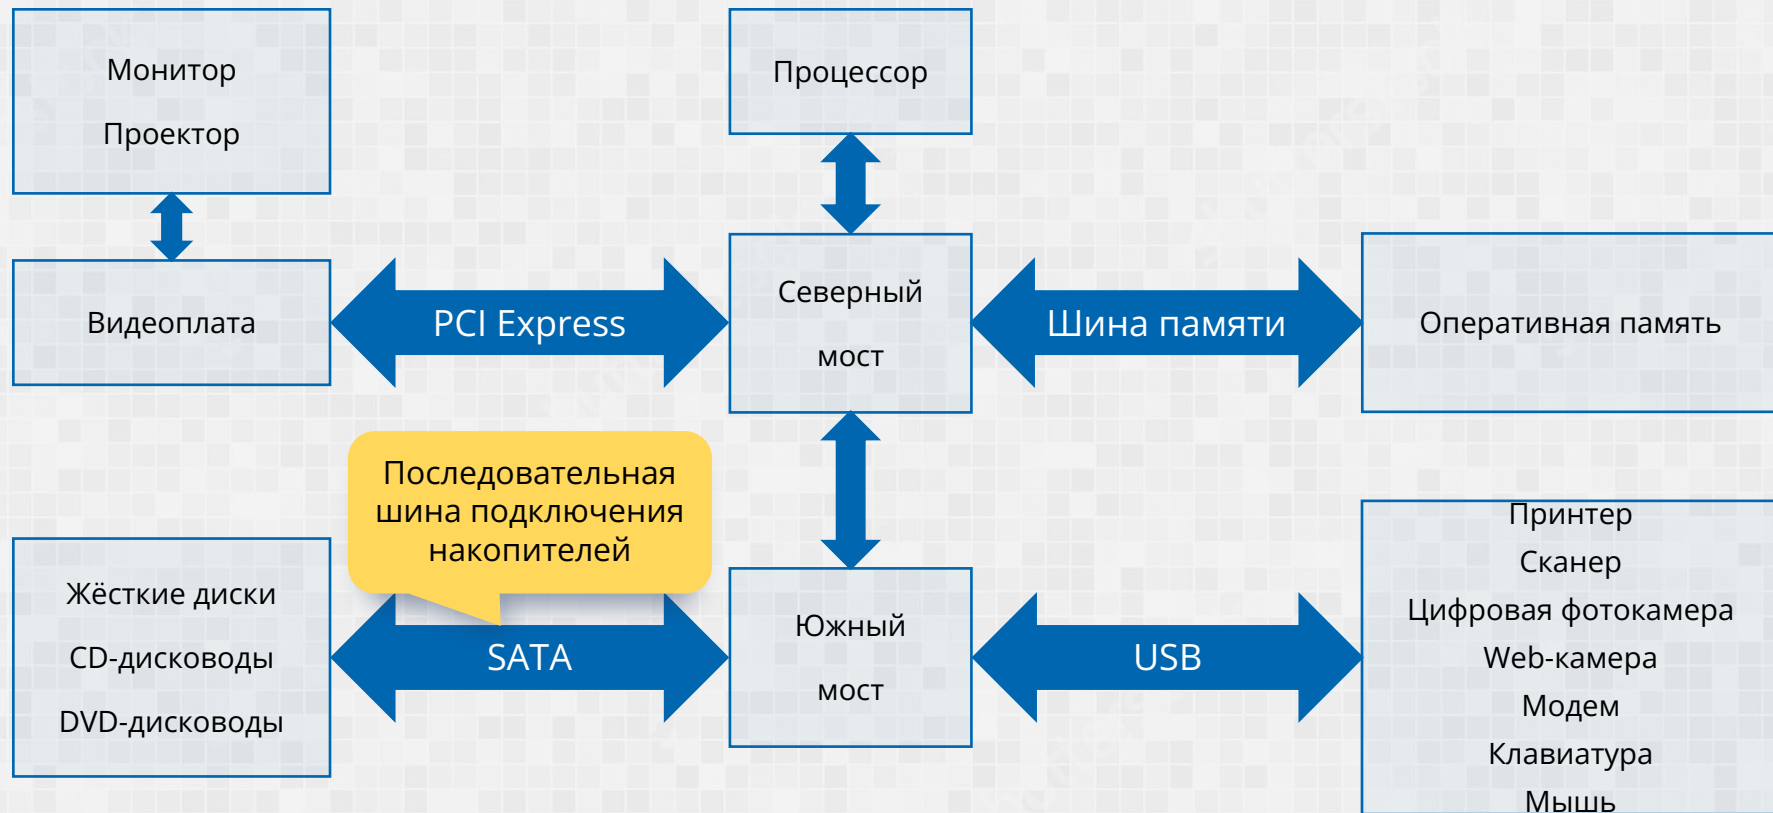 Монитор
Проектор
Процессор
Видеоплата
PCI Express
Северный
мост
Шина памяти
Оперативная память
Последовательная
шина подключения
накопителей
Жёсткие диски
CD-дисководы
DVD-дисководы
SATA
Южный
мост
USB
Принтер
Сканер
Цифровая фотокамера
Web-камера
Модем
Клавиатура
Мышь